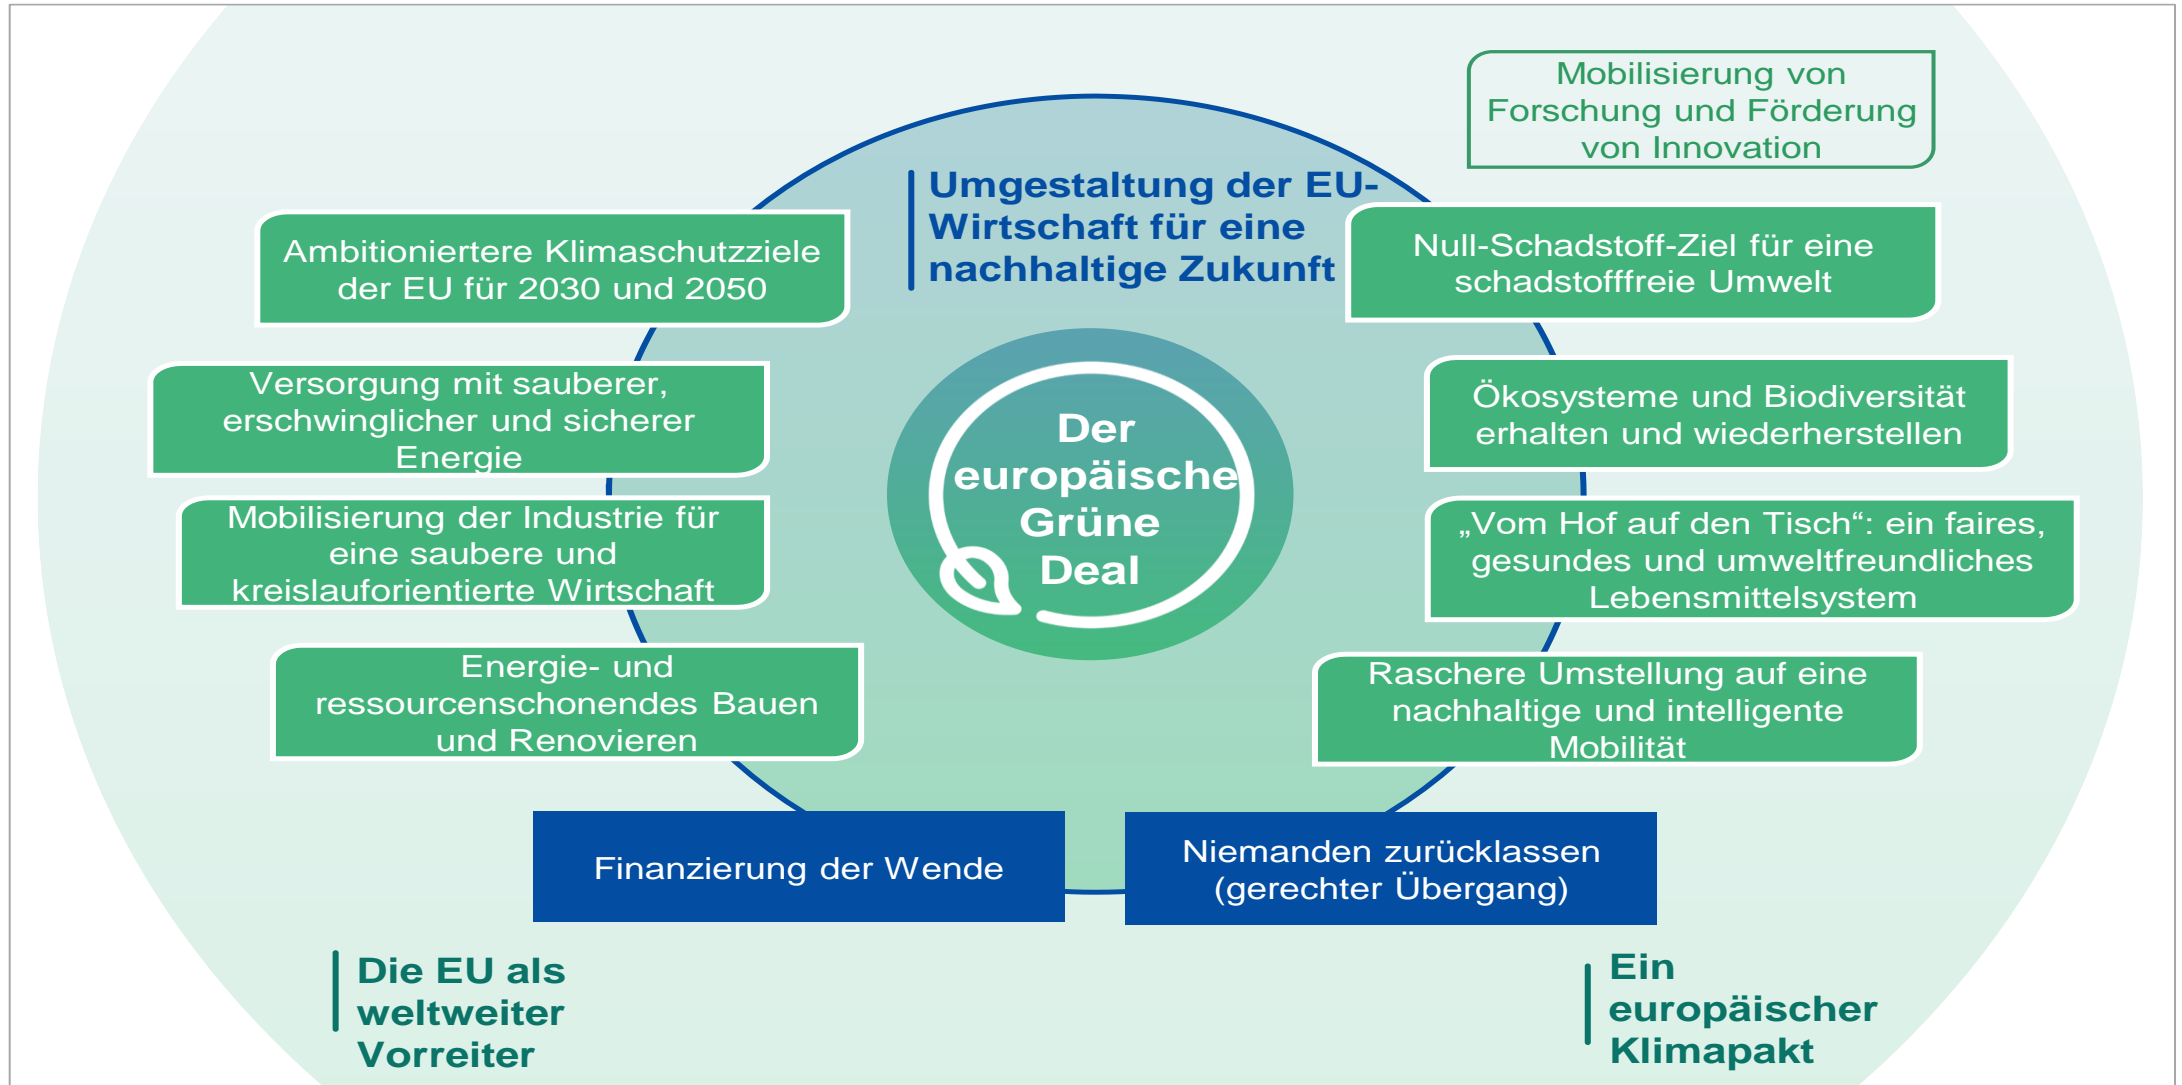 Mobilisierung von
Forschung und Förderung
von Innovation
Umgestaltung der EU-
Wirtschaft für eine
nachhaltige Zukunft
Ambitioniertere Klimaschutzziele
der EU für 2030 und 2050
Null-Schadstoff-Ziel für eine
schadstofffreie Umwelt
Versorgung mit sauberer,
erschwinglicher und sicherer
Energie
Ökosysteme und Biodiversität
erhalten und wiederherstellen
Der
europäische
Grüne
Deal
Mobilisierung der Industrie für
eine saubere und
kreislauforientierte Wirtschaft
„Vom Hof auf den Tisch“: ein faires,
gesundes und umweltfreundliches
Lebensmittelsystem
Energie- und
ressourcenschonendes Bauen
und Renovieren
Raschere Umstellung auf eine
nachhaltige und intelligente
Mobilität
Finanzierung der Wende
Niemanden zurücklassen
(gerechter Übergang)
Die EU als
weltweiter
Vorreiter
Ein
europäischer
Klimapakt